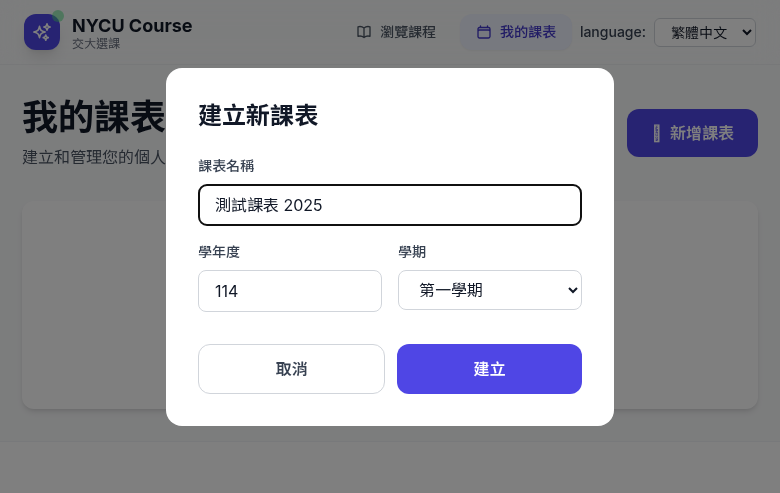 NYCU Course
交大選課
瀏覽課程
我的課表
language:
繁體中文
我的課表
建立和管理您的個人
新增課表
建立新課表
課表名稱
測試課表 2025
學年度
學期
114
第一學期
取消
建立